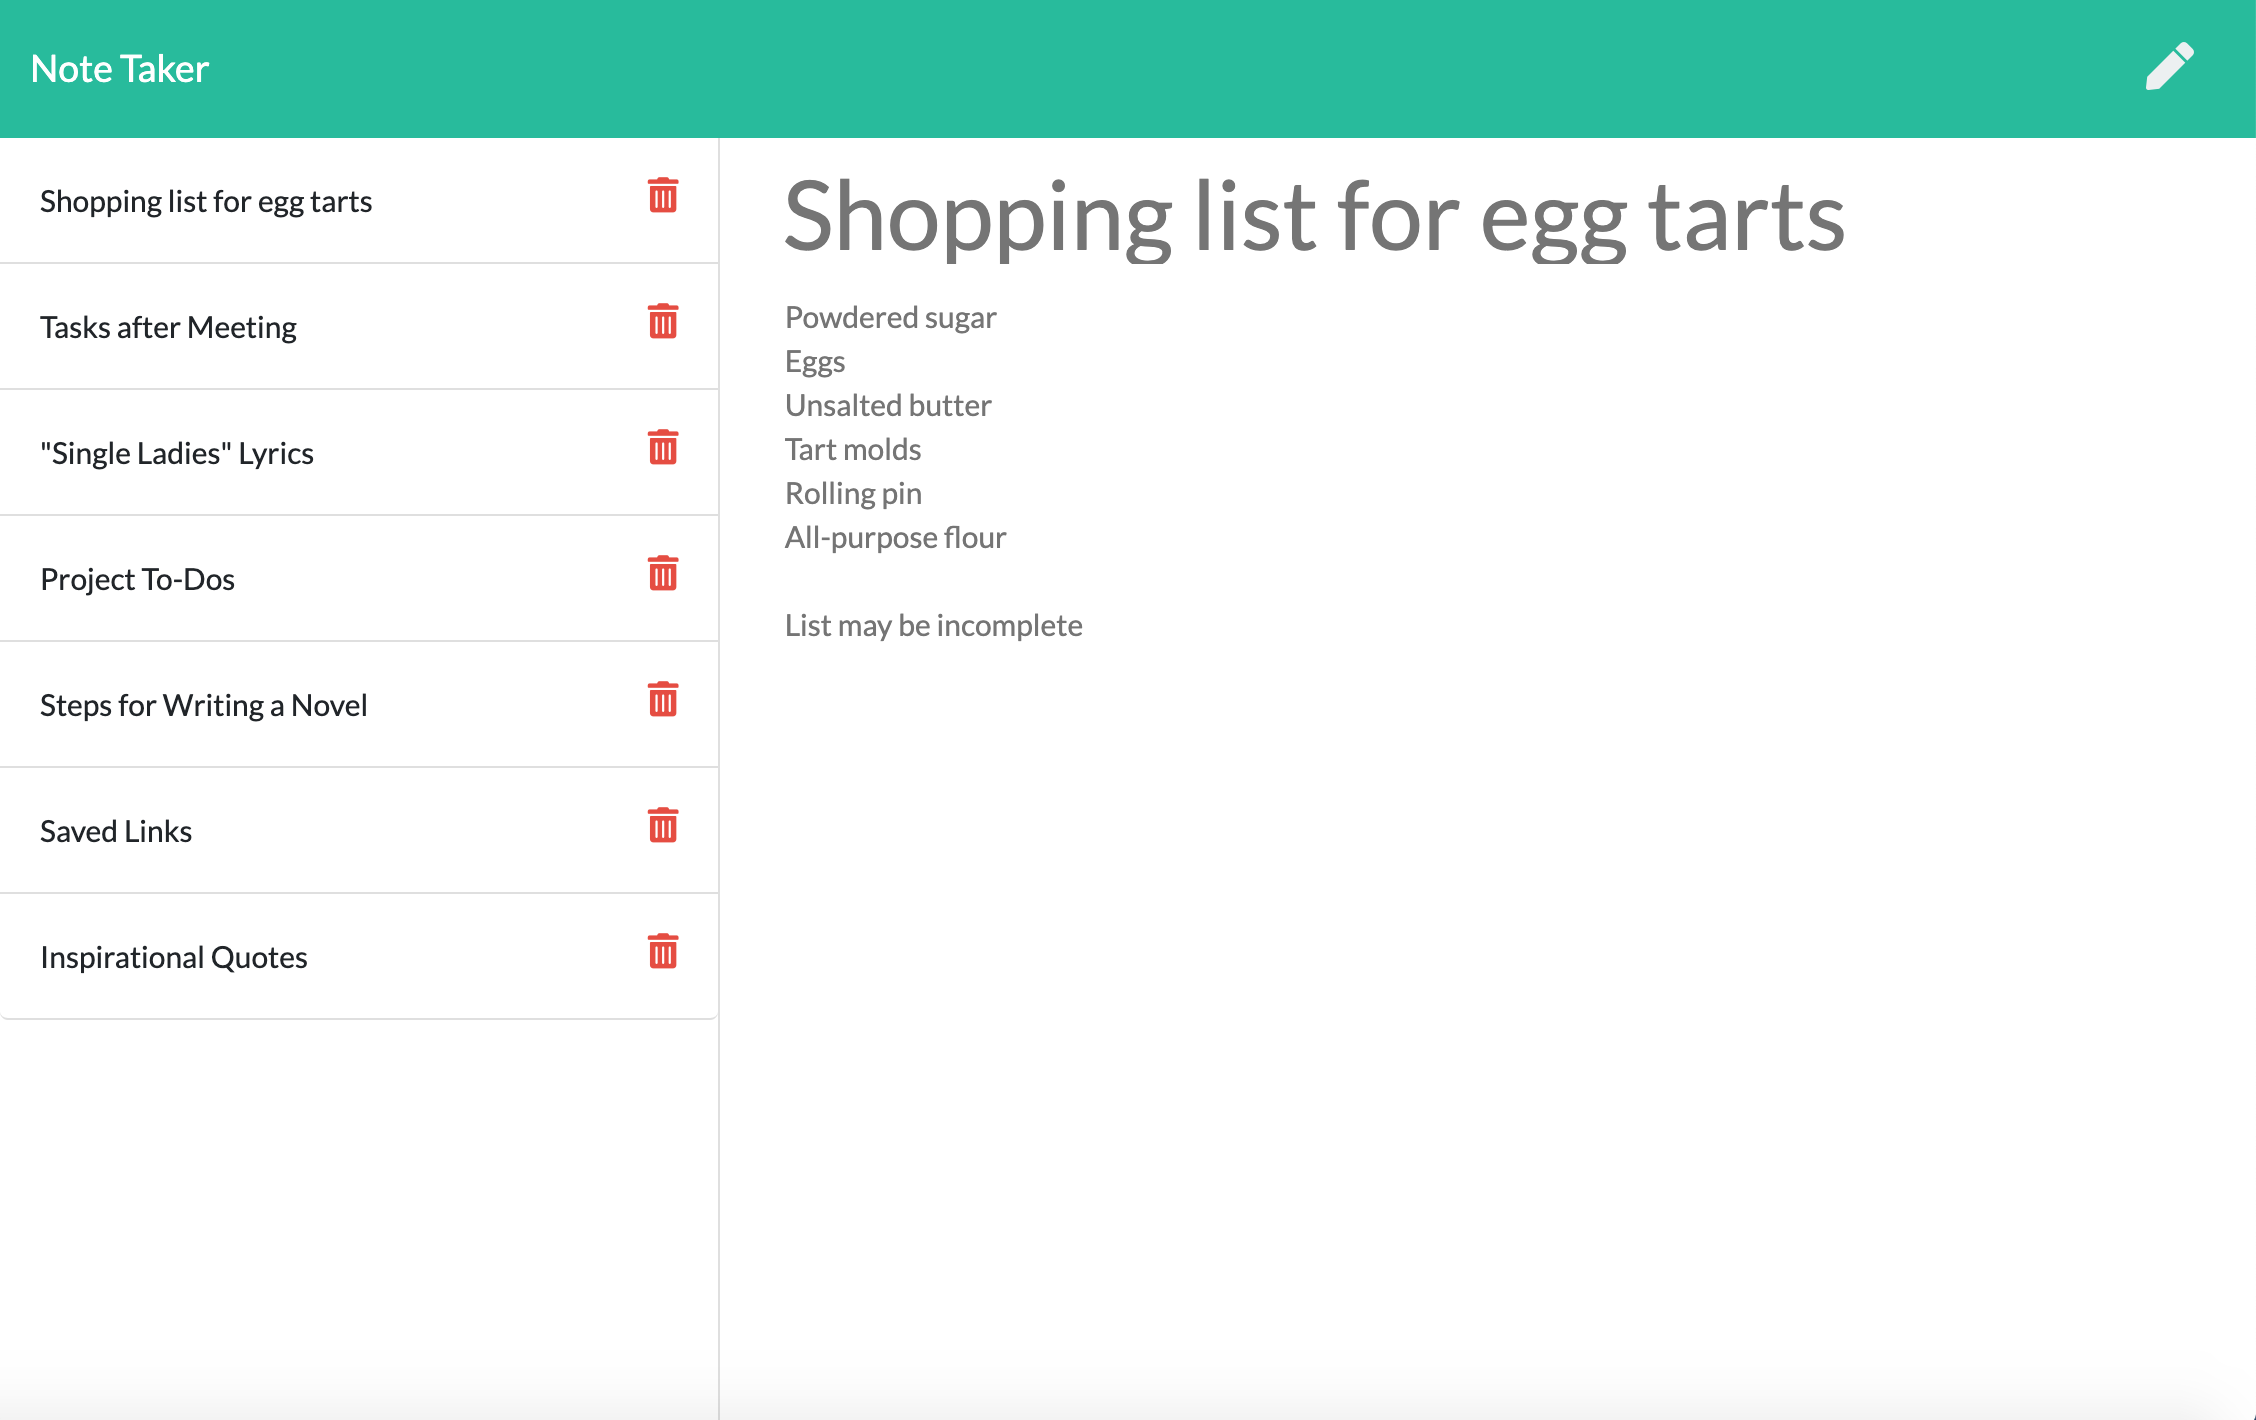 Note Taker
Shopping list for egg tarts
Tasks after Meeting
"Single Ladies" Lyrics
Project To-Dos
Steps for Writing a Novel
Saved Links
Inspirational Quotes
Shopping list for egg tarts
Powdered sugar
Eggs
Unsalted butter
Tart molds
Rolling pin
All-purpose flour
List may be incomplete